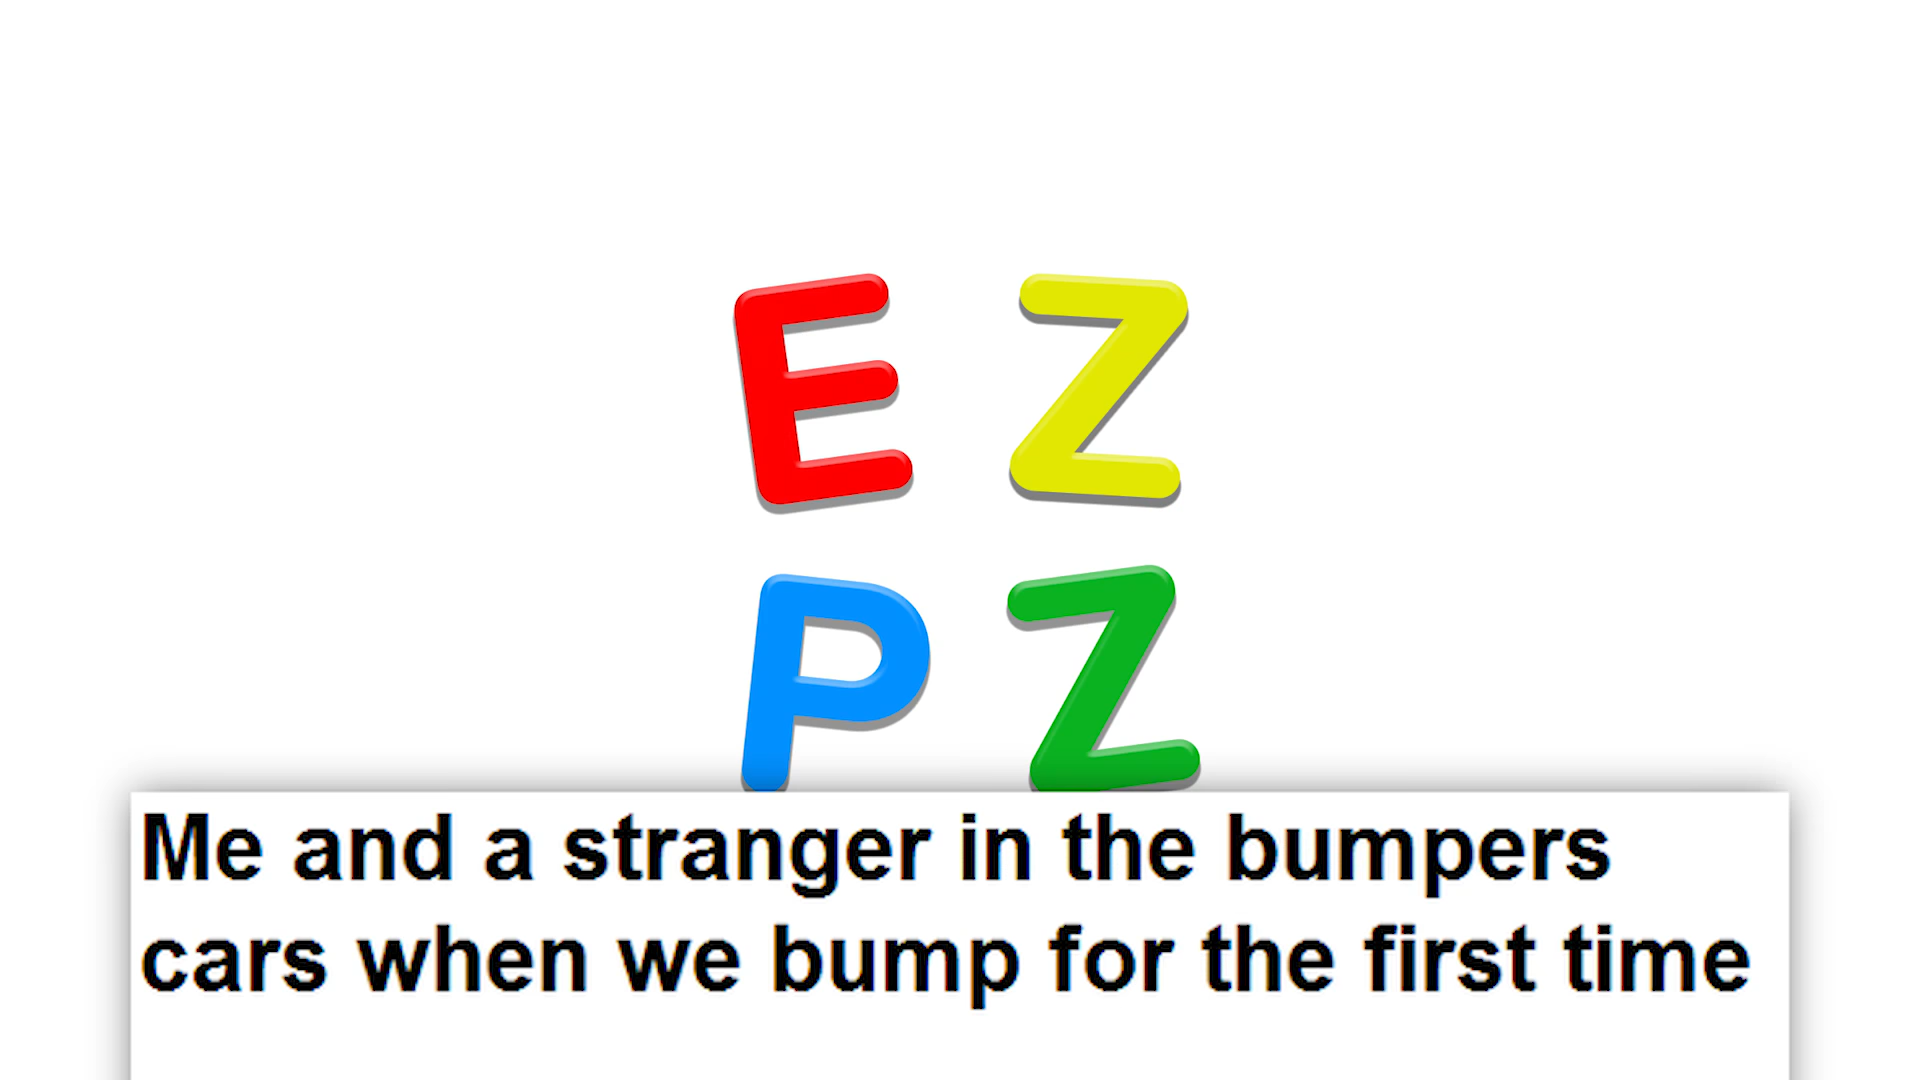 E Z
P Z
Me and a stranger in the bumpers
cars when we bump for the first time